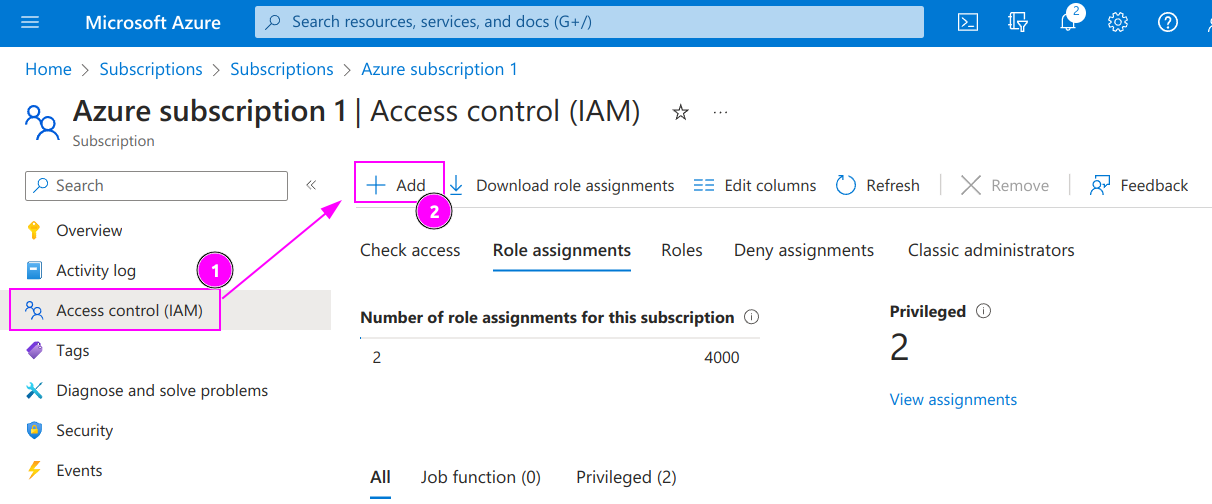 Microsoft Azure
Search resources, services, and docs (G+/)
2
Home > Subscriptions > Subscriptions > Azure subscription 1
Azure subscription 1 | Access control (IAM)
Subscription
Search
«
Add
Download role assignments
Edit columns
Refresh
Remove
Feedback
2
Overview
Activity log
1
Access control (IAM)
Tags
Diagnose and solve problems
Security
Events
Check access
Role assignments
Roles
Deny assignments
Classic administrators
Number of role assignments for this subscription
2
4000
Privileged
2
View assignments
All
Job function (0)
Privileged (2)